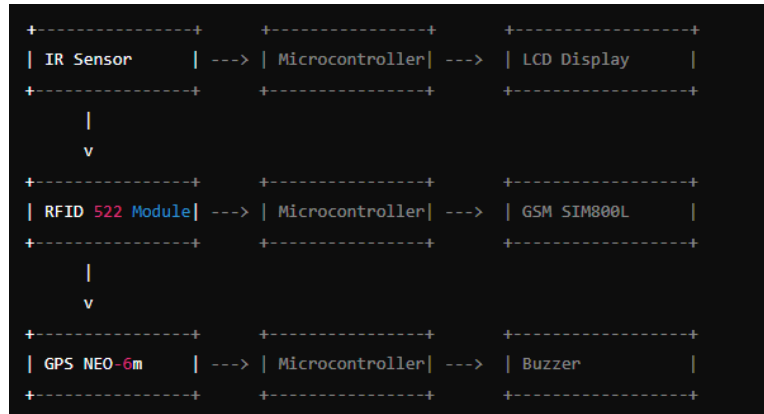 +----------------+      +----------------+       +------------------+
| IR Sensor      | ---> | Microcontroller| --->  | LCD Display      |
+----------------+      +----------------+       +------------------+
      |
      v
+----------------+      +----------------+       +------------------+
| RFID 522 Module| ---> | Microcontroller| --->  | GSM SIM800L      |
+----------------+      +----------------+       +------------------+
      |
      v
+----------------+      +----------------+       +------------------+
| GPS NEO-6m     | ---> | Microcontroller| --->  | Buzzer           |
+----------------+      +----------------+       +------------------+